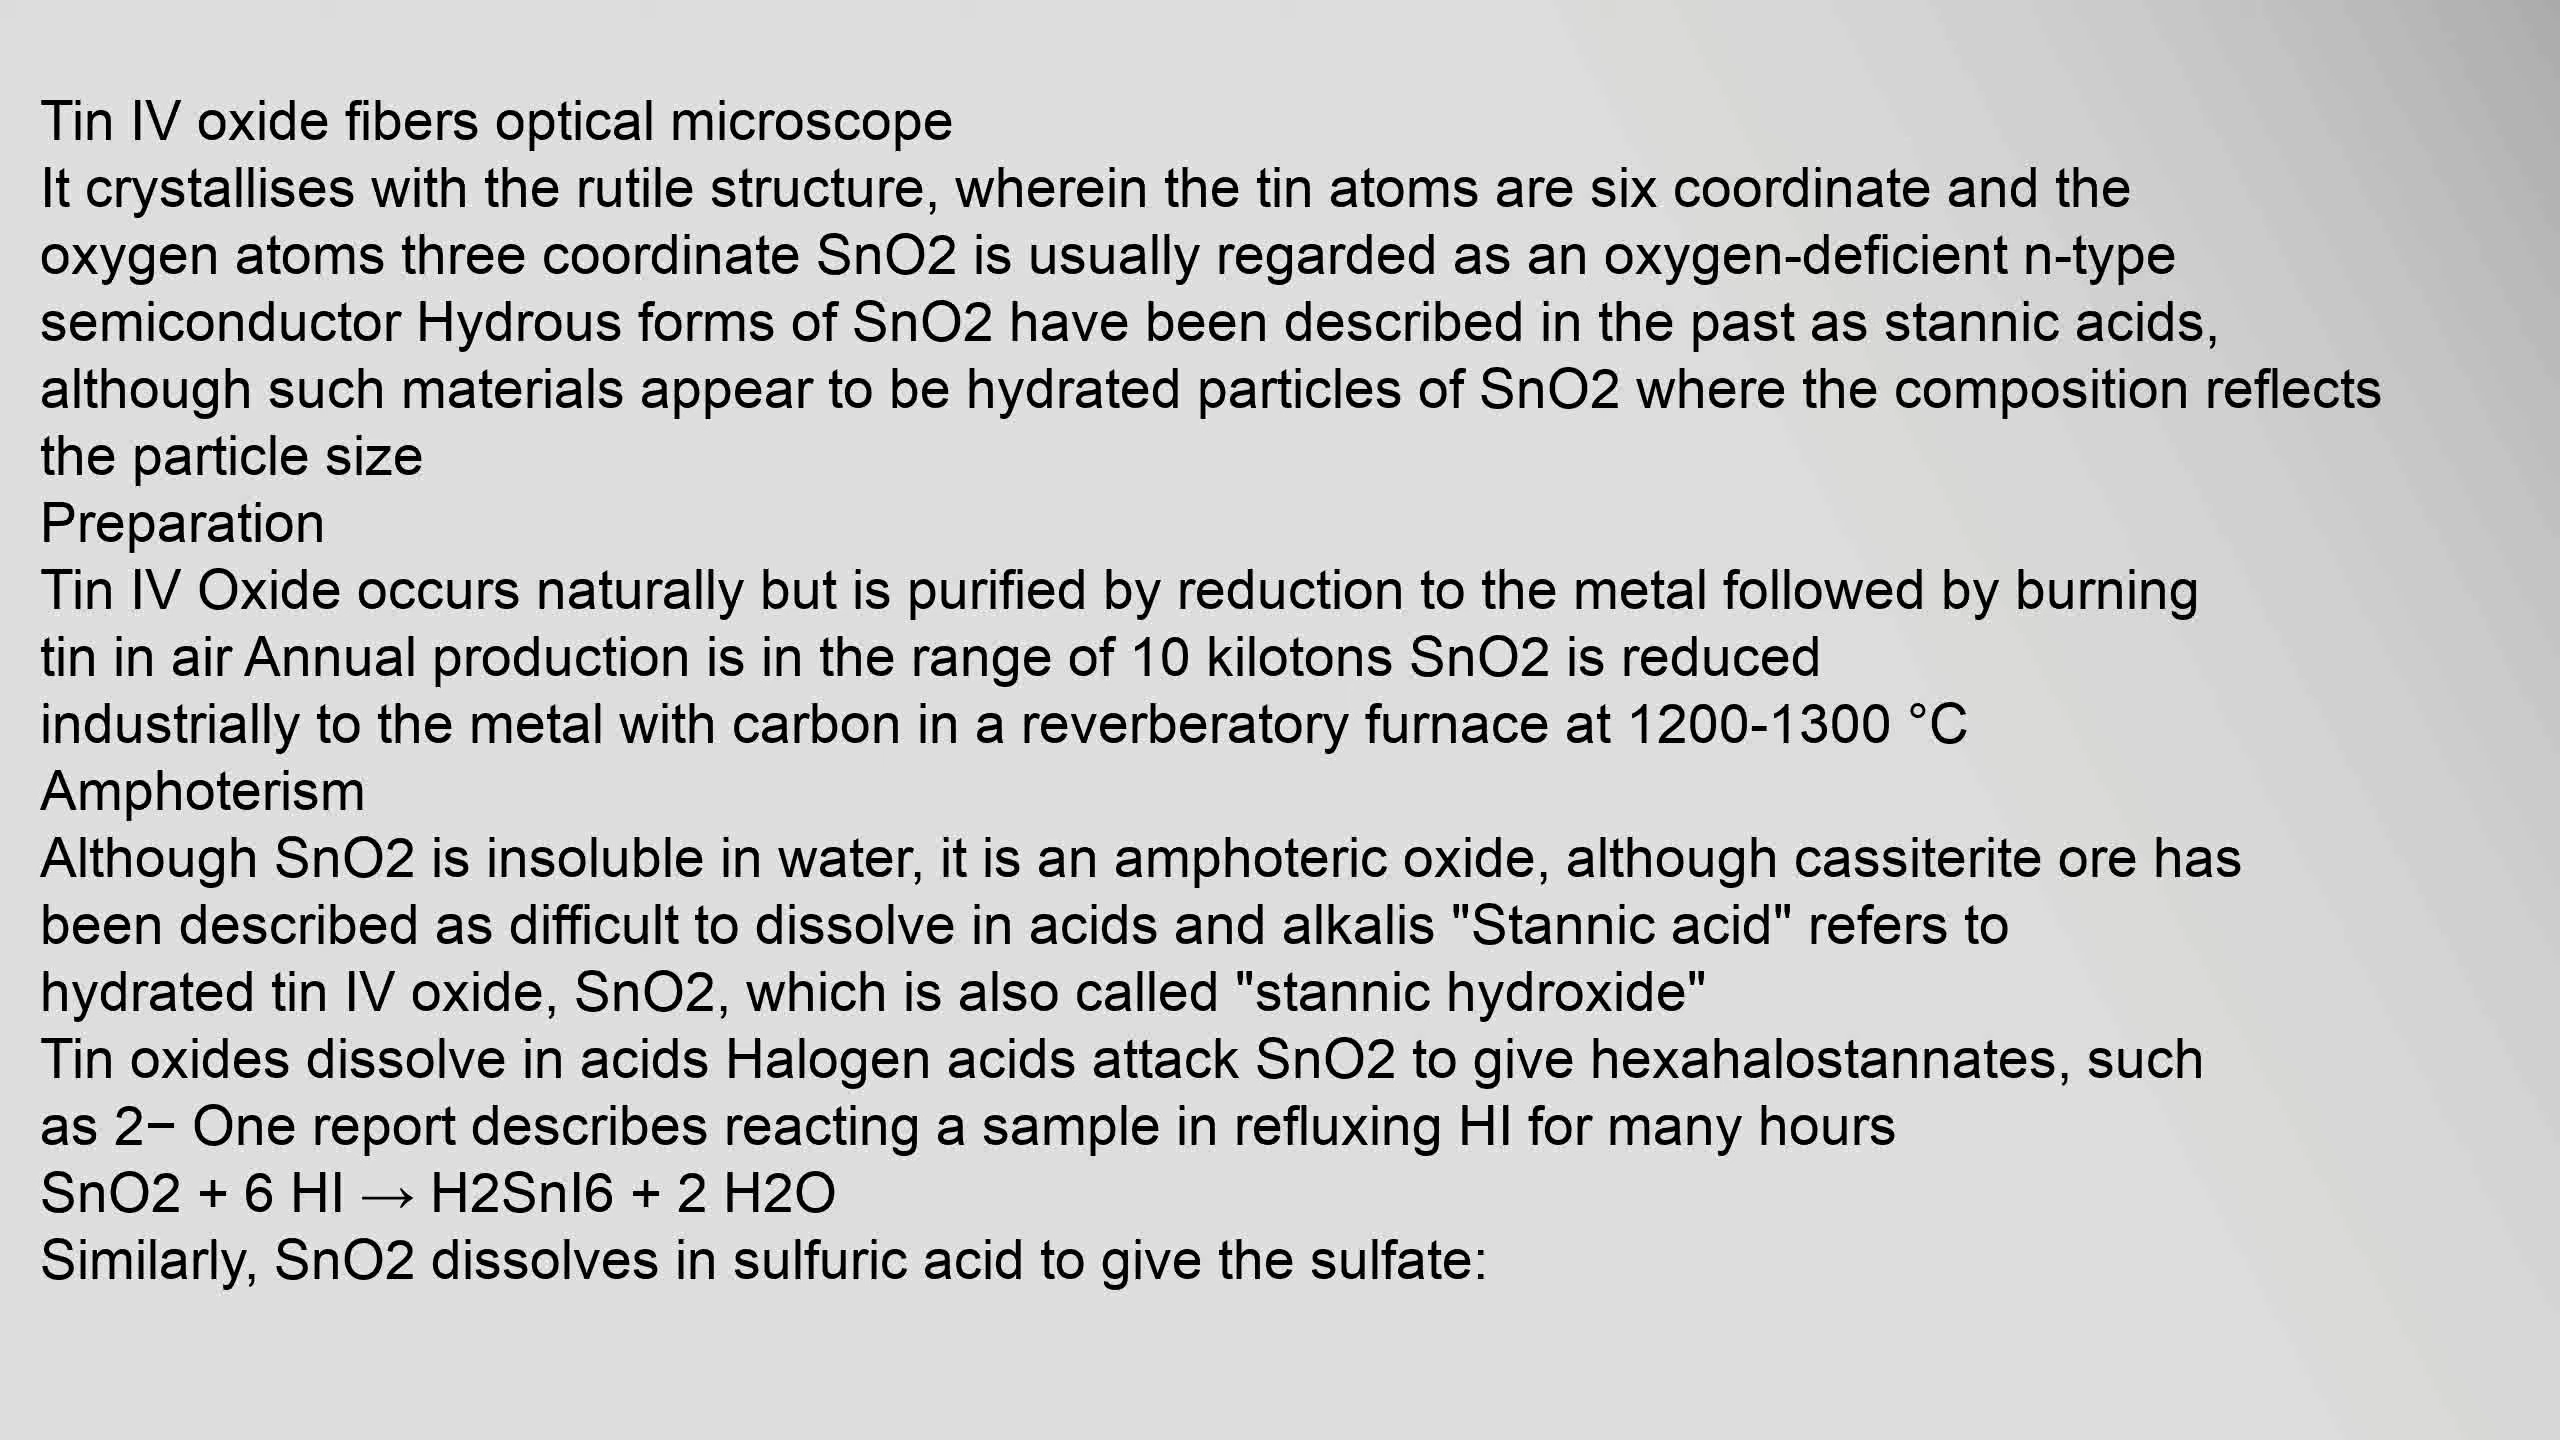 Tin IV oxide fibers optical microscope
It crystallises with the rutile structure, wherein the tin atoms are six coordinate and the
oxygen atoms three coordinate SnO2 is usually regarded as an oxygen-deficient n-type
semiconductor Hydrous forms of SnO2 have been described in the past as stannic acids,
although such materials appear to be hydrated particles of SnO2 where the composition reflects
the particle size
Preparation
Tin IV Oxide occurs naturally but is purified by reduction to the metal followed by burning
tin in air Annual production is in the range of 10 kilotons SnO2 is reduced
industrially to the metal with carbon in a reverberatory furnace at 1200-1300 °C
Amphoterism
Although SnO2 is insoluble in water, it is an amphoteric oxide, although cassiterite ore has
been described as difficult to dissolve in acids and alkalis "Stannic acid" refers to
hydrated tin IV oxide, SnO2, which is also called "stannic hydroxide"
Tin oxides dissolve in acids Halogen acids attack SnO2 to give hexahalostannates, such
as 2− One report describes reacting a sample in refluxing HI for many hours
SnO2 + 6 HI → H2SnI6 + 2 H2O
Similarly, SnO2 dissolves in sulfuric acid to give the sulfate: